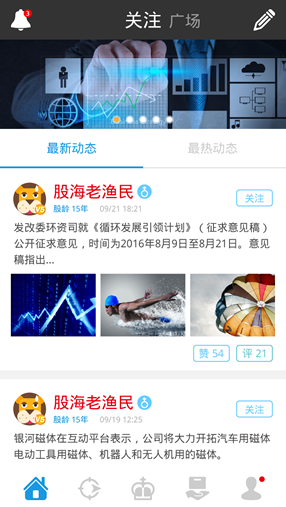 3
关注 广场
最新动态 最热动态
股海老渔民
关注
股龄 15年 09/21 18:21
发改委环资司就《循环发展引领计划》（征求意见稿）
公开征求意见，时间为2016年8月9日至8月21日。意见
稿指出...
赞 54 评 21
股海老渔民
关注
股龄 15年 09/19 12:25
银河磁体在互动平台表示，公司将大力开拓汽车用磁体
电动工具用磁体、机器人和无人机用的磁体。